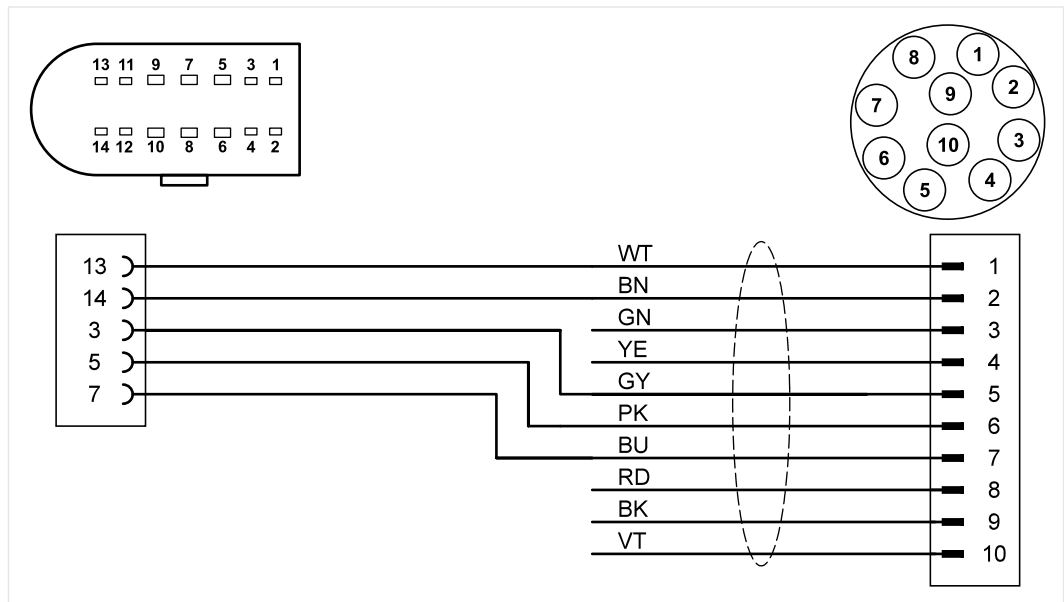 13 11 9 7 5 3 1
14 12 10 8 6 4 2
8 1
9 2
7
10 3
6
5 4
13 WT 1
14 BN 2
3 GN 3
5 YE 4
7 GY 5
PK 6
BU 7
RD 8
BK 9
VT 10